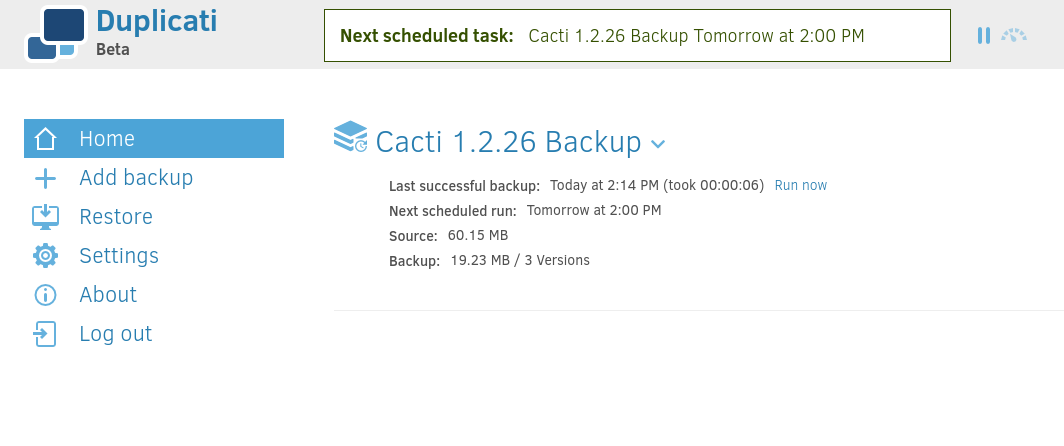 Duplicati
Beta
Next scheduled task: Cacti 1.2.26 Backup Tomorrow at 2:00 PM
Home
Add backup
Restore
Settings
About
Log out
Cacti 1.2.26 Backup
Last successful backup: Today at 2:14 PM (took 00:00:06) Run now
Next scheduled run: Tomorrow at 2:00 PM
Source: 60.15 MB
Backup: 19.23 MB / 3 Versions